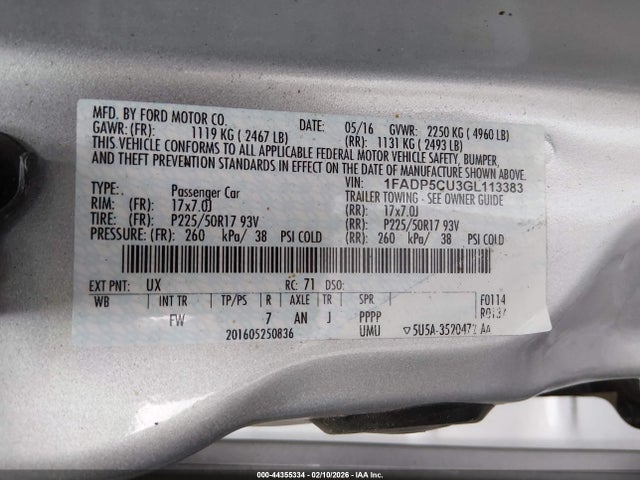 MFD. BY FORD MOTOR CO.
DATE: 05/16 GVWR: 2250 KG ( 4960 LB)
GAWR: (FR): 1119 KG ( 2467 LB) (RR): 1131 KG ( 2493 LB)
THIS VEHICLE CONFORMS TO ALL APPLICABLE FEDERAL MOTOR VEHICLE SAFETY, BUMPER,
AND THEFT PREVENTION STANDARDS IN EFFECT ON THE DATE OF MANUFACTURE SHOWN ABOVE.
VIN: 1FADP5CU3GL113383
TYPE: Passenger Car TRAILER TOWING - SEE OWNER GUIDE
RIM: (FR): 17x7.0J (RR): 17x7.0J
TIRE: (FR): P225/50R17 93V (RR): P225/50R17 93V
PRESSURE: (FR): 260 kPa/ 38 PSI COLD (RR): 260 kPa/ 38 PSI COLD
EXT PNT: UX RC: 71 DSO:
WB INT TR TP/PS R AXLE TR SPR F0114
FW 7 AN J PPPP R0137
201605250836 UMU ▽5U5A-3520472-AA
000-44355334 - 02/10/2026 - IAA Inc.